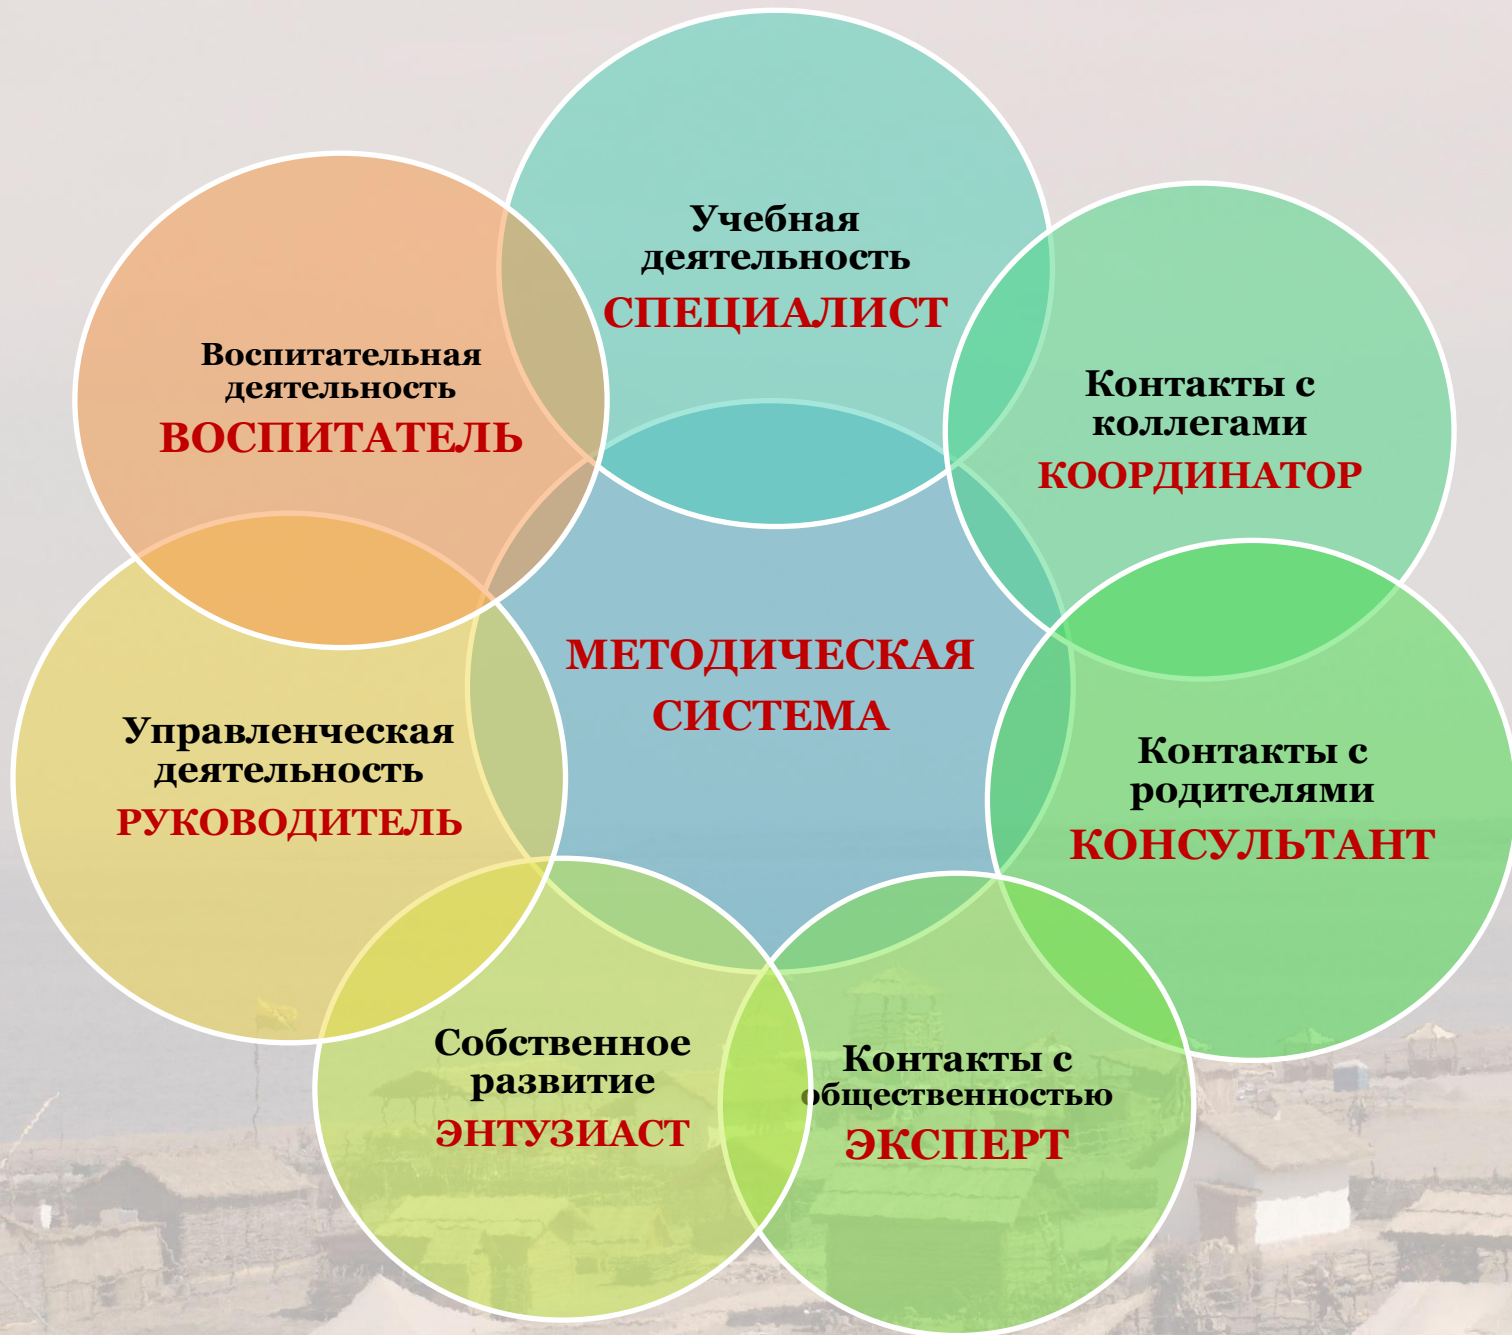 Учебная
деятельность
СПЕЦИАЛИСТ
Контакты с
коллегами
КООРДИНАТОР
Контакты с
родителями
КОНСУЛЬТАНТ
Контакты с
общественностью
ЭКСПЕРТ
Собственное
развитие
ЭНТУЗИАСТ
Управленческая
деятельность
РУКОВОДИТЕЛЬ
Воспитательная
деятельность
ВОСПИТАТЕЛЬ
МЕТОДИЧЕСКАЯ
СИСТЕМА